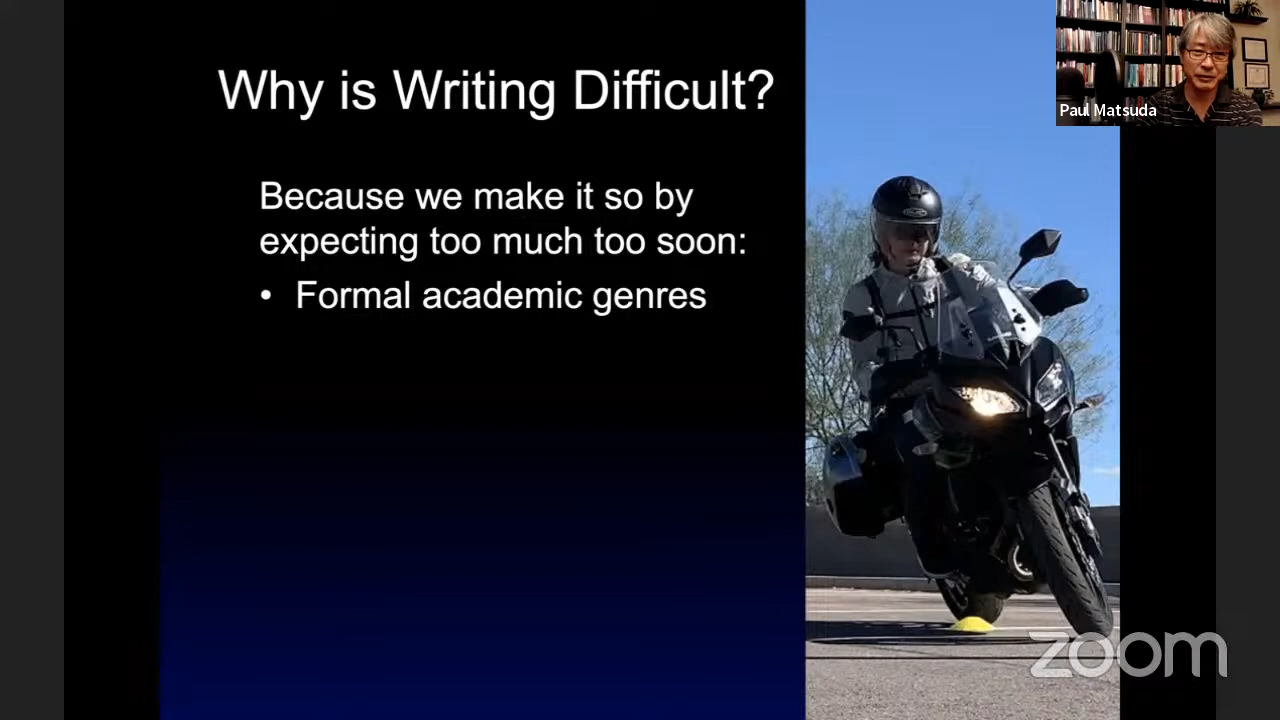 Why is Writing Difficult?
Because we make it so by
expecting too much too soon:
• Formal academic genres
Paul Matsuda
zoom